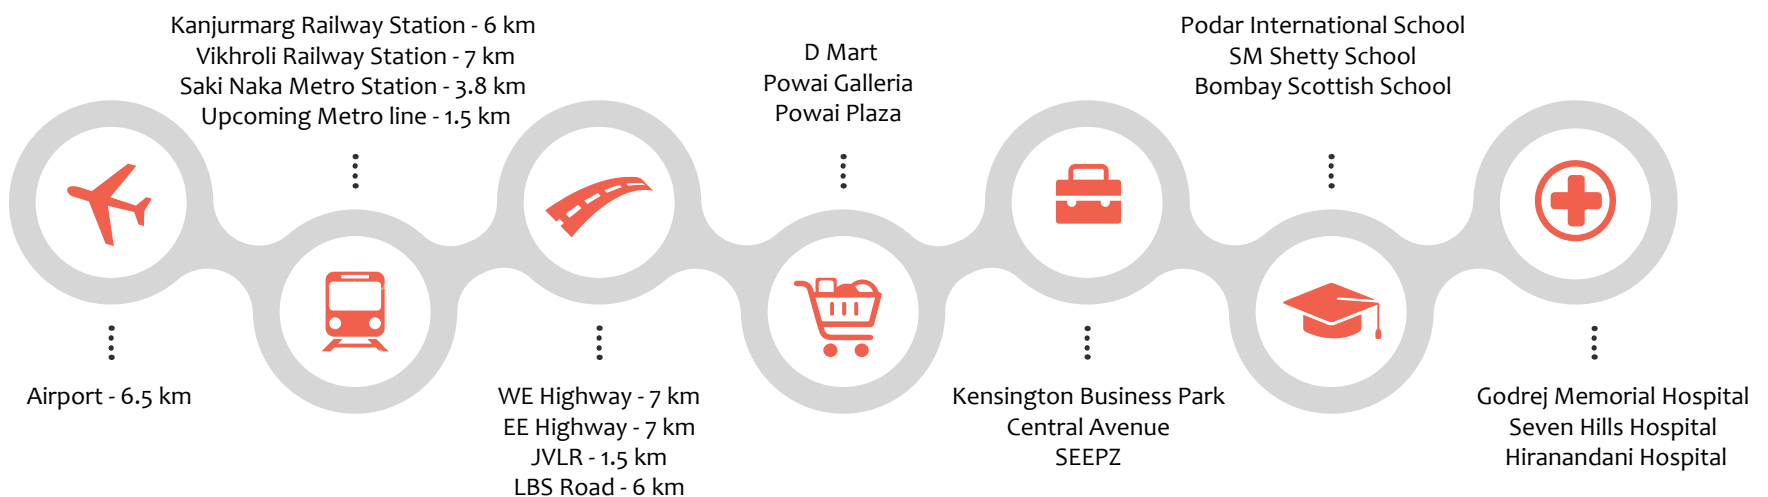 Airport - 6.5 km
Kanjurmarg Railway Station - 6 km
Vikhroli Railway Station - 7 km
Saki Naka Metro Station - 3.8 km
Upcoming Metro line - 1.5 km
WE Highway - 7 km
EE Highway - 7 km
JVLR - 1.5 km
LBS Road - 6 km
D Mart
Powai Galleria
Powai Plaza
Kensington Business Park
Central Avenue
SEEPZ
Podar International School
SM Shetty School
Bombay Scottish School
Godrej Memorial Hospital
Seven Hills Hospital
Hiranandani Hospital